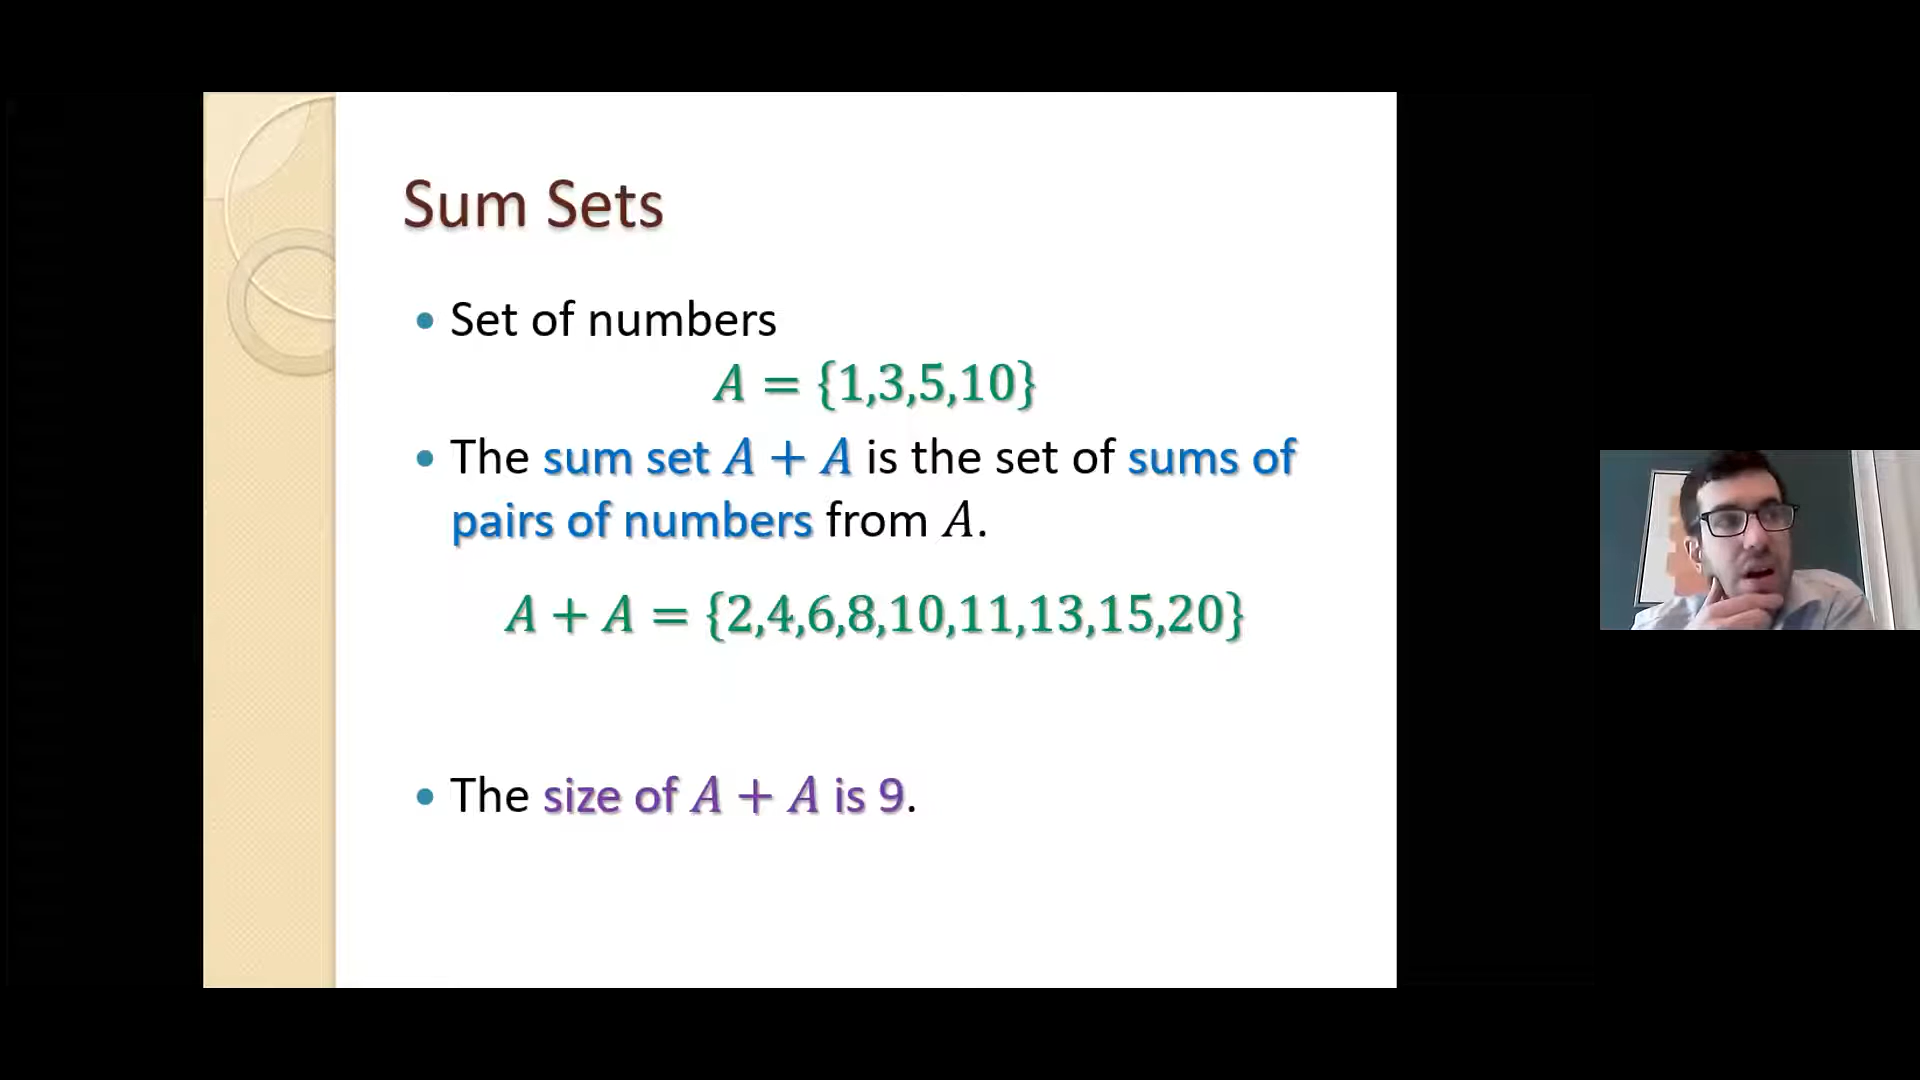 Sum Sets
• Set of numbers
A = {1,3,5,10}
• The sum set A + A is the set of sums of
pairs of numbers from A.
A + A = {2,4,6,8,10,11,13,15,20}
• The size of A + A is 9.